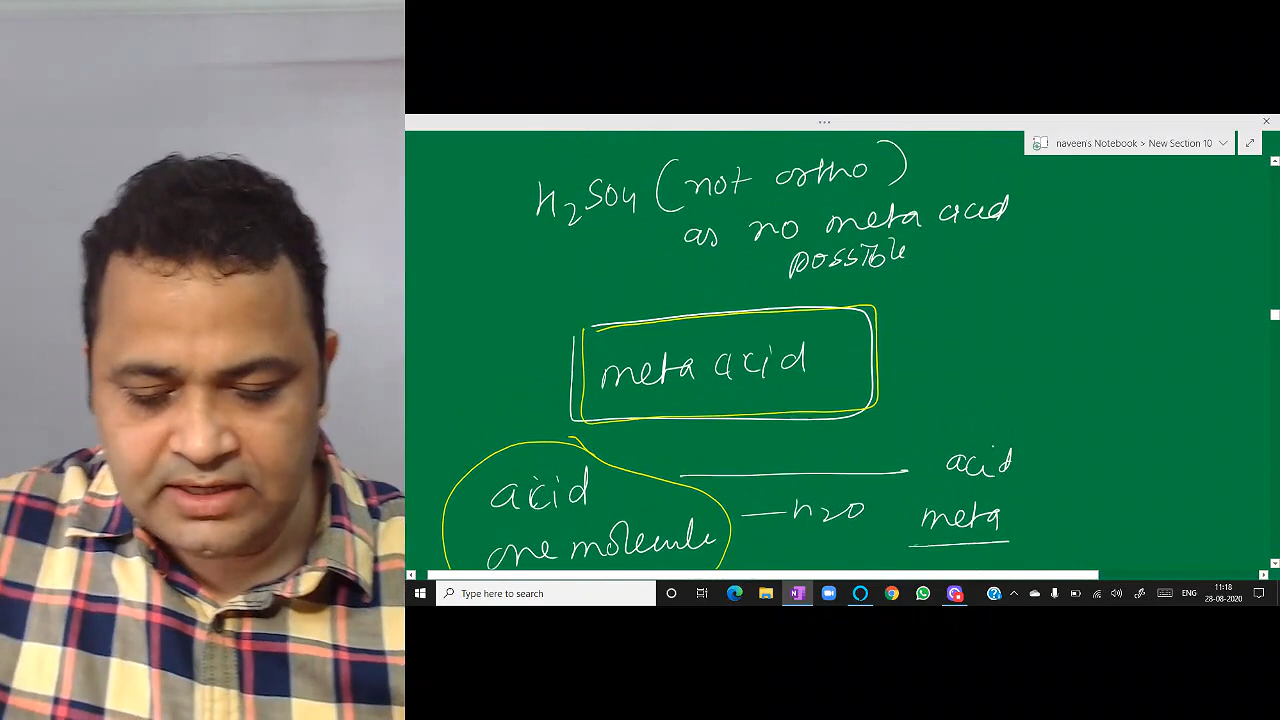 naveen's Notebook > New Section 10
H2SO4 (not ortho)
as no meta acid
possible
meta acid
acid
one molecule
—H2O
acid
meta
Type here to search
ENG
11:18
28-08-2020